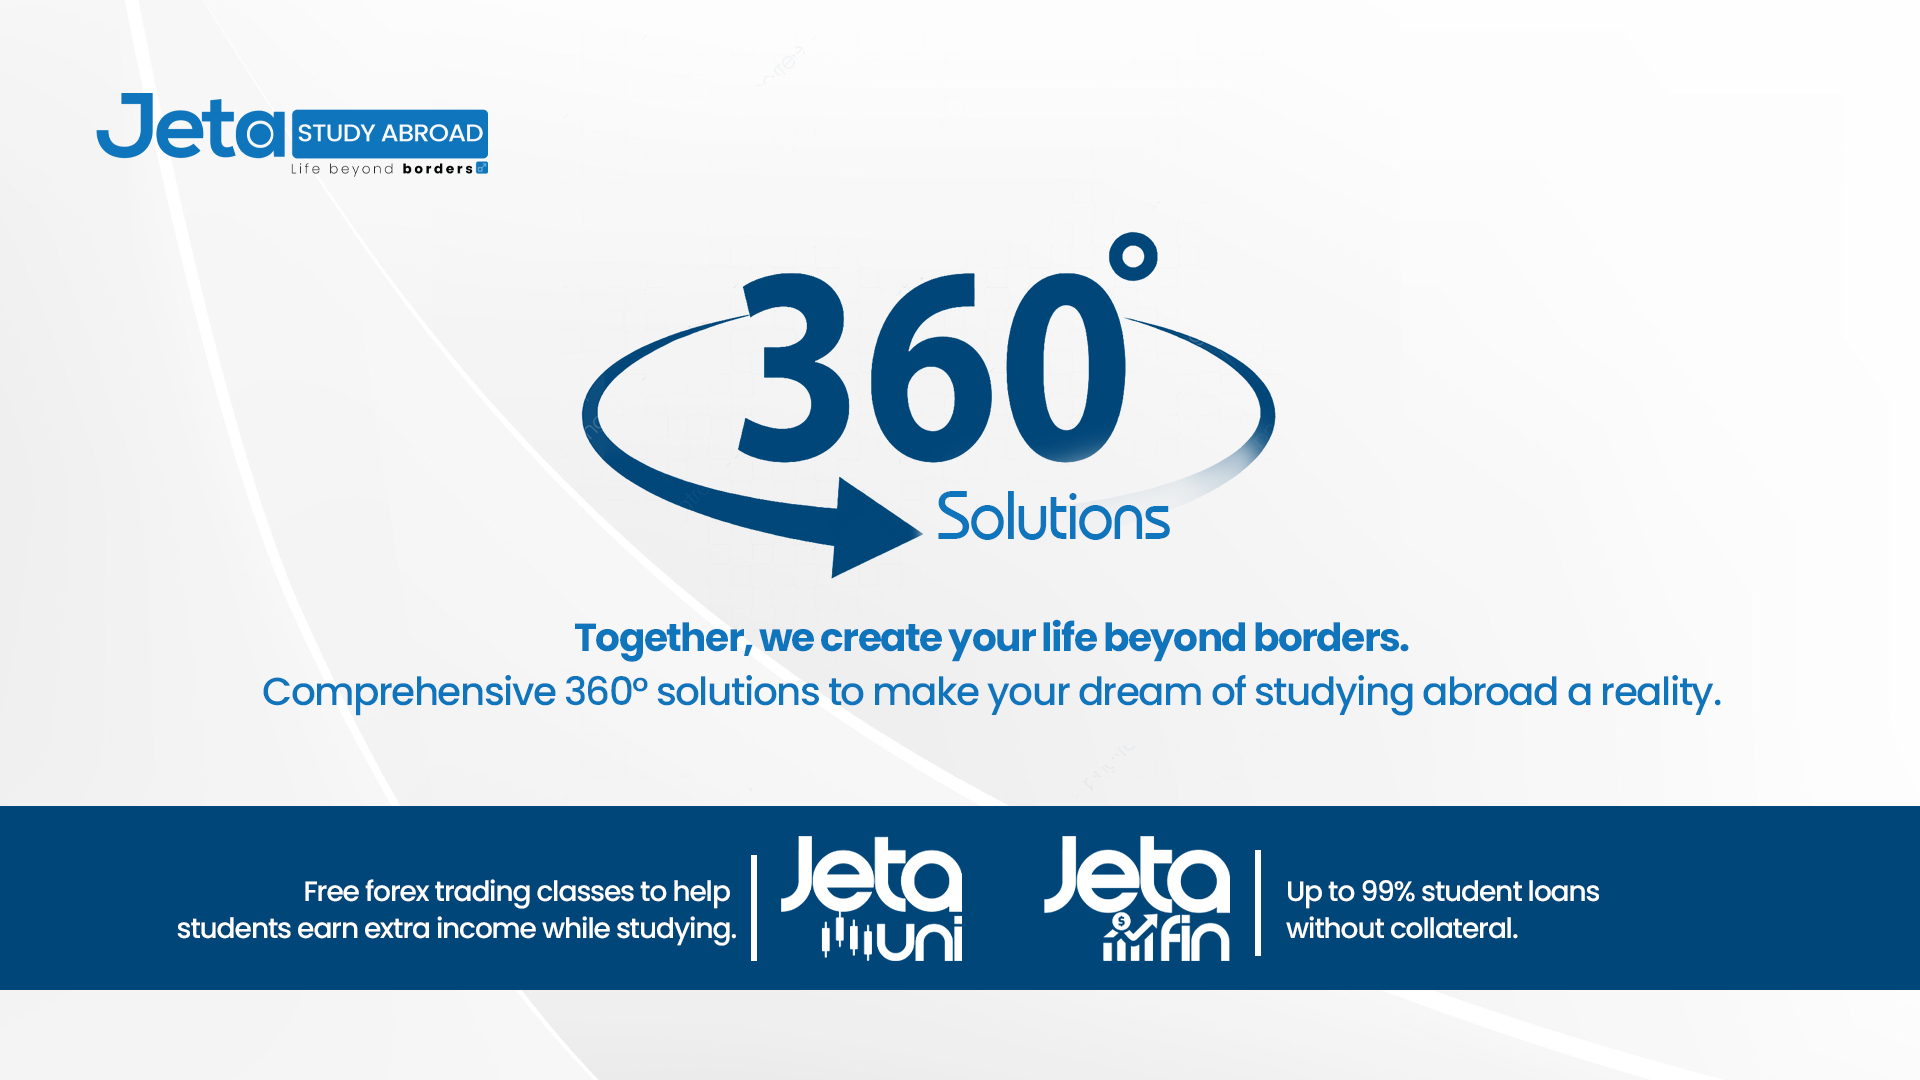 Jeta STUDY ABROAD
Life beyond borders
360°
Solutions
Together, we create your life beyond borders.
Comprehensive 360° solutions to make your dream of studying abroad a reality.
Free forex trading classes to help
students earn extra income while studying.
Jeta
uni
Jeta
$
fin
Up to 99% student loans
without collateral.